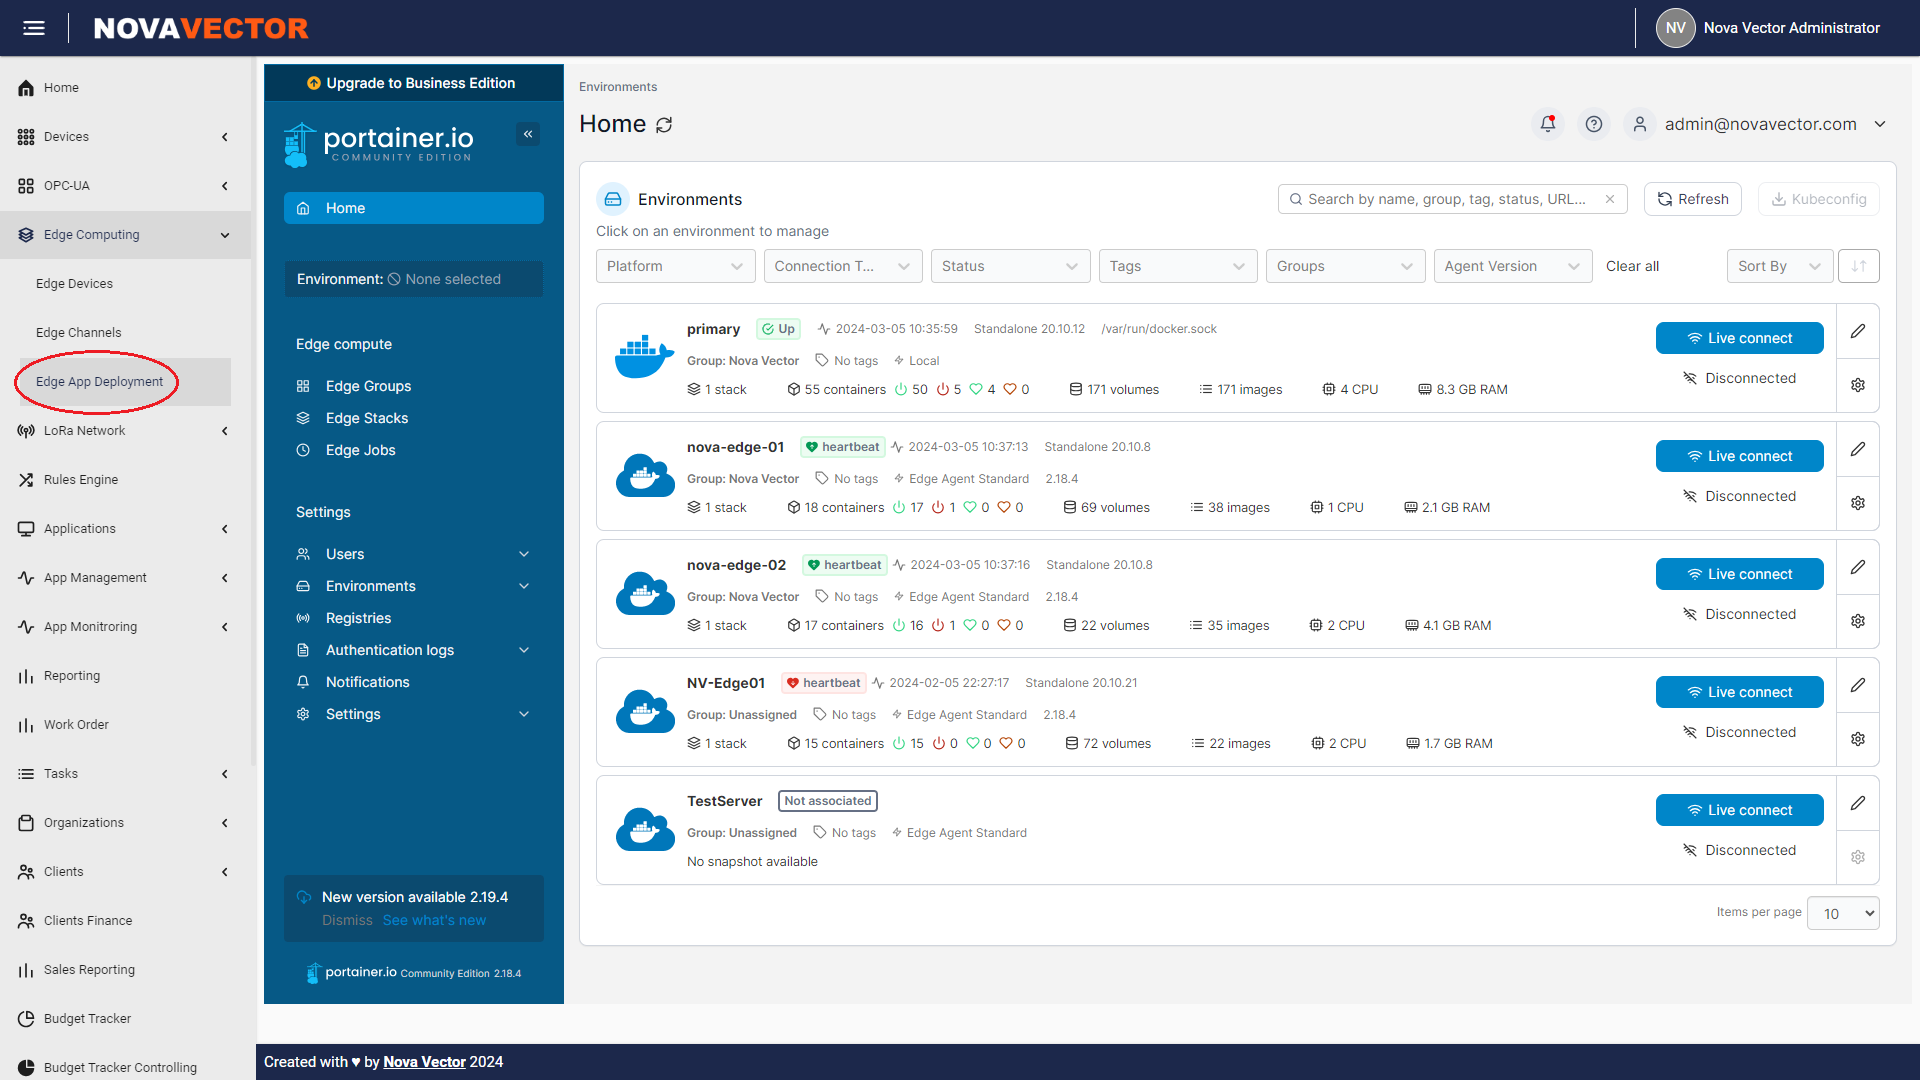 NOVAVECTOR
NV Nova Vector Administrator
Home
Devices
OPC-UA
Edge Computing
Edge Devices
Edge Channels
Edge App Deployment
LoRa Network
Rules Engine
Applications
App Management
App Monitroring
Reporting
Work Order
Tasks
Organizations
Clients
Clients Finance
Sales Reporting
Budget Tracker
Budget Tracker Controlling
Upgrade to Business Edition
portainer.io
COMMUNITY EDITION
Home
Environment: None selected
Edge compute
Edge Groups
Edge Stacks
Edge Jobs
Settings
Users
Environments
Registries
Authentication logs
Notifications
Settings
New version available 2.19.4
Dismiss See what's new
portainer.io Community Edition 2.18.4
Environments
Home
admin@novavector.com
Environments
Search by name, group, tag, status, URL...
Refresh
Kubeconfig
Click on an environment to manage
Platform
Connection T...
Status
Tags
Groups
Agent Version
Clear all
Sort By
primary Up 2024-03-05 10:35:59 Standalone 20.10.12 /var/run/docker.sock
Group: Nova Vector No tags Local
1 stack 55 containers 50 5 4 0 171 volumes 171 images 4 CPU 8.3 GB RAM
Live connect
Disconnected
nova-edge-01 heartbeat 2024-03-05 10:37:13 Standalone 20.10.8
Group: Nova Vector No tags Edge Agent Standard 2.18.4
1 stack 18 containers 17 1 0 0 69 volumes 38 images 1 CPU 2.1 GB RAM
Live connect
Disconnected
nova-edge-02 heartbeat 2024-03-05 10:37:16 Standalone 20.10.8
Group: Nova Vector No tags Edge Agent Standard 2.18.4
1 stack 17 containers 16 1 0 0 22 volumes 35 images 2 CPU 4.1 GB RAM
Live connect
Disconnected
NV-Edge01 heartbeat 2024-02-05 22:27:17 Standalone 20.10.21
Group: Unassigned No tags Edge Agent Standard 2.18.4
1 stack 15 containers 15 0 0 0 72 volumes 22 images 2 CPU 1.7 GB RAM
Live connect
Disconnected
TestServer Not associated
Group: Unassigned No tags Edge Agent Standard
No snapshot available
Live connect
Disconnected
Items per page 10
Created with ♥ by Nova Vector 2024